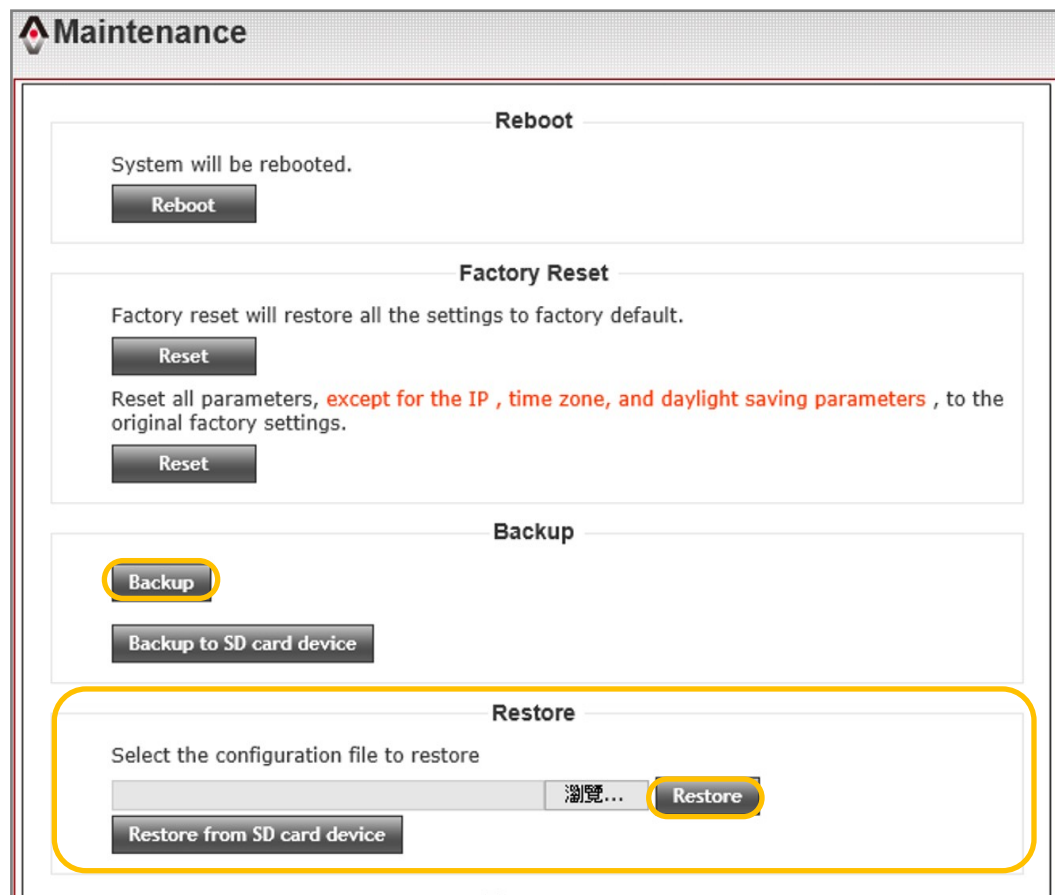 Maintenance
Reboot
System will be rebooted.
Reboot
Factory Reset
Factory reset will restore all the settings to factory default.
Reset
Reset all parameters, except for the IP , time zone, and daylight saving parameters , to the
original factory settings.
Reset
Backup
Backup
Backup to SD card device
Restore
Select the configuration file to restore
瀏覽... Restore
Restore from SD card device